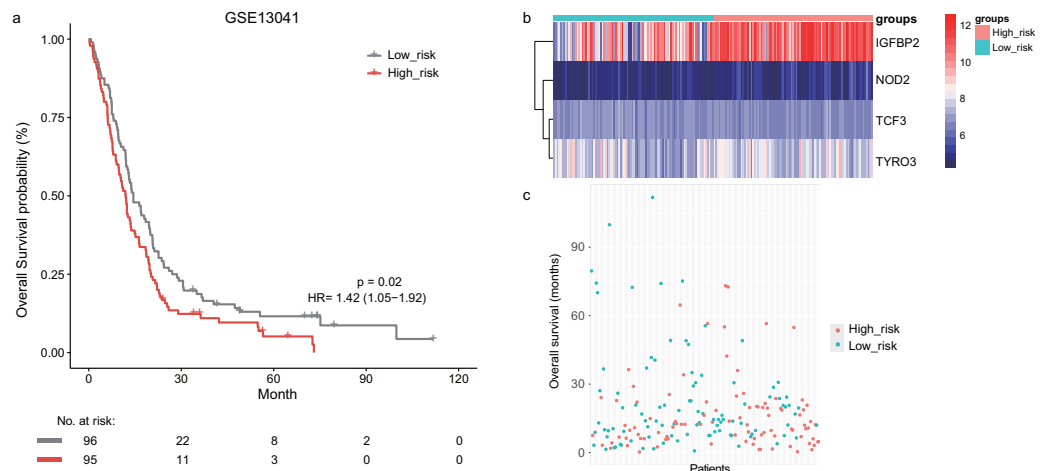 a
GSE13041
Low_risk
High_risk
1.00
0.75
0.50
0.25
0.00
Overall Survival probability (%)
p = 0.02
HR= 1.42 (1.05–1.92)
0 30 60 90 120
Month
No. at risk:
96 22 8 2 0
95 11 3 0 0
b
groups
IGFBP2
NOD2
TCF3
TYRO3
12
10
8
6
groups
High_risk
Low_risk
c
90
60
30
0
Overall survival (months)
Patients
High_risk
Low_risk